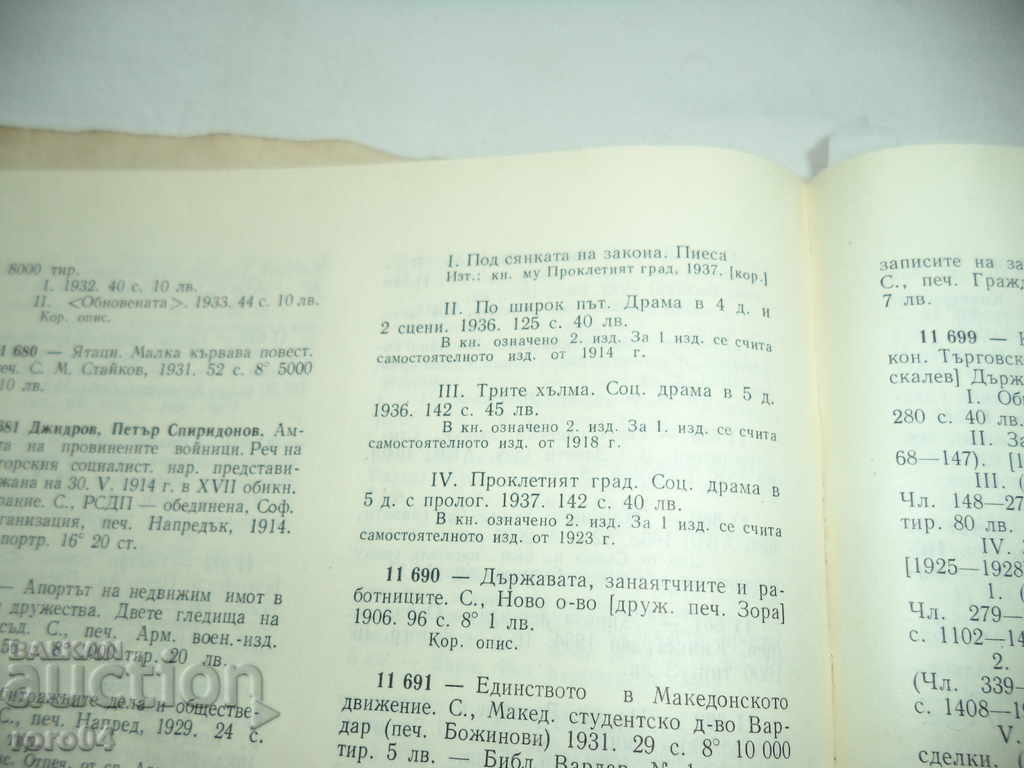 8000 тир.
I. 1932. 40 с. 10 лв.
II. <Обновената>. 1933. 44 с. 10 лв.
Кор. опис.
1 680 — Ятаци. Малка кървава повест.
печ. С. М. Стайков, 1931. 52 с. 8° 5000
10 лв.
681 Джидров, Петър Спиридонов. Ам-
та на провинените войници. Реч на
социалист. нар. представи-
на 30. V. 1914 г. в XVII обикн.
С., РСДП — обединена, Соф.
печ. Напредък, 1914.
портр. 16° 20 ст.
— Апортът на недвижим имот в
дружества. Двете гледища на
С., печ. Арм. воен.-изд.
8° тир. 20 лв.
дела и обществе-
С., печ. Напред, 1929. 24 с.
I. Под сянката на закона. Пиеса
Изт.: кн. му Проклетият град, 1937. [кор.]
II. По широк път. Драма в 4 д. и
2 сцени. 1936. 125 с. 40 лв.
В кн. означено 2. изд. За 1 изд. се счита
самостоятелното изд. от 1914 г.
III. Трите хълма. Соц. драма в 5 д.
1936. 142 с. 45 лв.
В кн. означено 2. изд. За 1. изд. се счита
самостоятелното изд. от 1918 г.
IV. Проклетият град. Соц. драма в
5 д. с пролог. 1937. 142 с. 40 лв.
В кн. означено 2. изд. За 1. изд. се счита
самостоятелното изд. от 1923 г.
11 690 — Държавата, занаятчиите и ра-
ботниците. С., Ново о-во [друж. печ. Зора]
1906. 96 с. 8° 1 лв.
Кор. опис.
11 691 — Единството в Македонското
движение. С., Макед. студентско д-во Вар-
дар (печ. Божинови) 1931. 29 с. 8° 10 000
тир. 5 лв. — Библ. Вардар, № 1
записите на за
С., печ. Гражд
7 лв.
11 699 —
кон. Търговск
скалев] Държ
I. Об
280 с. 40 лв.
II. За
68—147). [1
III. (
Чл. 148—27
тир. 80 лв.
IV.
[1925—1928
1. (
Чл. 279—
с. 1102—14
2.
(Чл. 339—
с. 1408—19
V.
сделки, (
BALKAN
auction
npo04